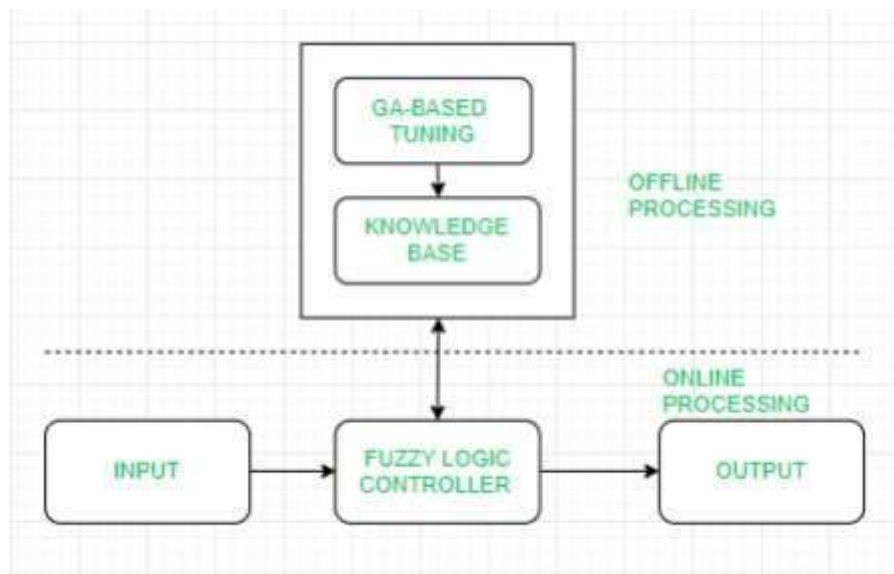 GA-BASED
TUNING
KNOWLEDGE
BASE
OFFLINE
PROCESSING
ONLINE
PROCESSING
INPUT
FUZZY LOGIC
CONTROLLER
OUTPUT